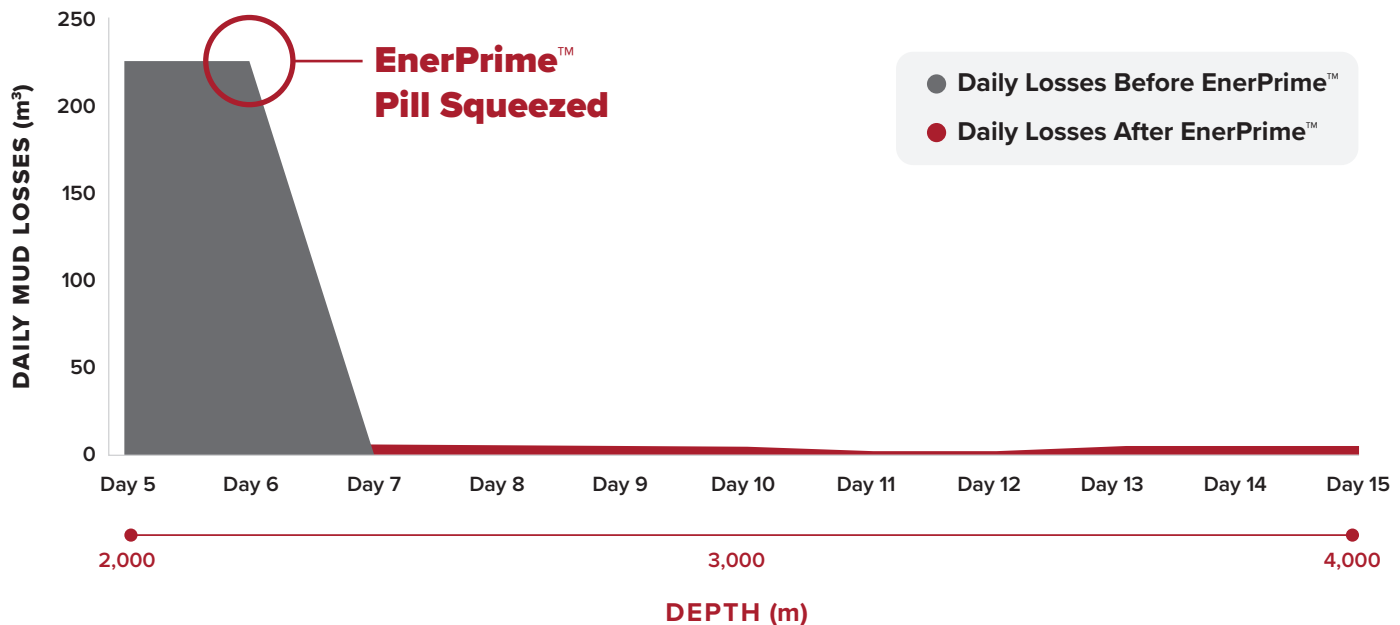 250
200
150
100
50
0
DAILY MUD LOSSES (m³)
EnerPrime™
Pill Squeezed
Daily Losses Before EnerPrime™
Daily Losses After EnerPrime™
Day 5 Day 6 Day 7 Day 8 Day 9 Day 10 Day 11 Day 12 Day 13 Day 14 Day 15
2,000 3,000 4,000
DEPTH (m)